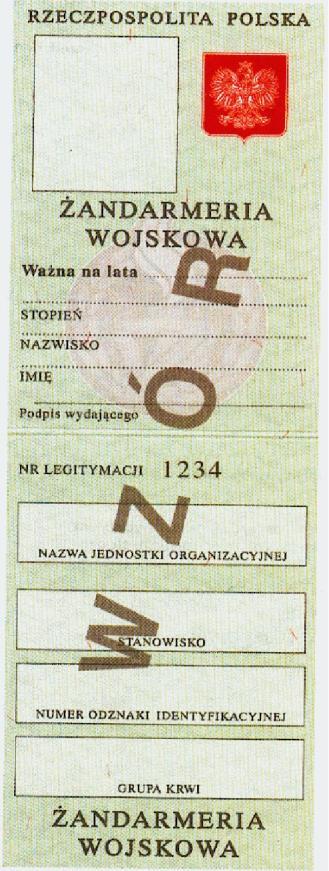 RZECZPOSPOLITA POLSKA
ŻANDARMERIA
WOJSKOWA
Ważna na lata
STOPIEŃ
NAZWISKO
IMIĘ
Podpis wydającego
NR LEGITYMACJI 1234
NAZWA JEDNOSTKI ORGANIZACYJNEJ
STANOWISKO
NUMER ODZNAKI IDENTYFIKACYJNEJ
GRUPA KRWI
ŻANDARMERIA
WOJSKOWA
WZÓR